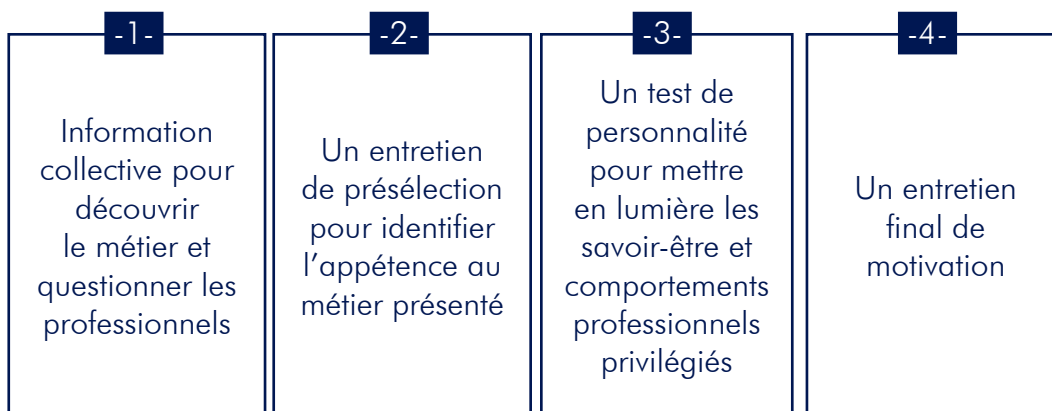 -1-
Information
collective pour
découvrir
le métier et
questionner les
professionnels
-2-
Un entretien
de présélection
pour identifier
l’appétence au
métier présenté
-3-
Un test de
personnalité
pour mettre
en lumière les
savoir-être et
comportements
professionnels
privilégiés
-4-
Un entretien
final de
motivation